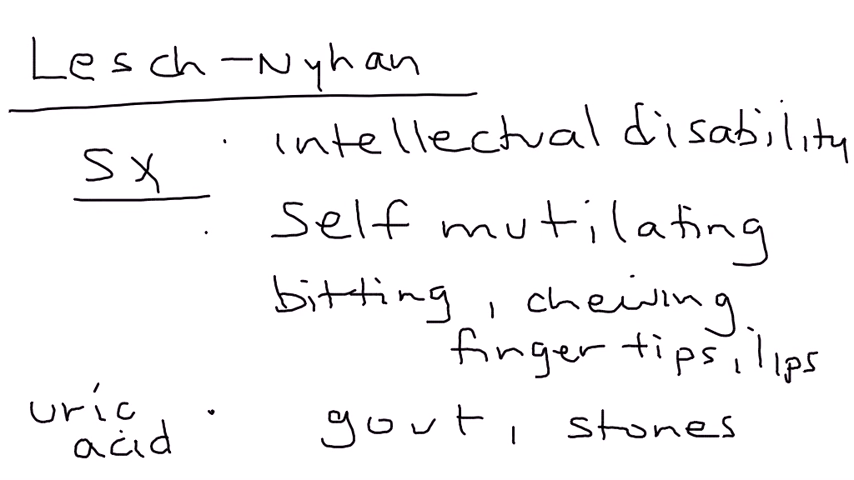 Lesch-Nyhan
Sx · intellectual disability
· Self mutilating
bitting, chewing
finger tips, lips
uric acid · gout, stones